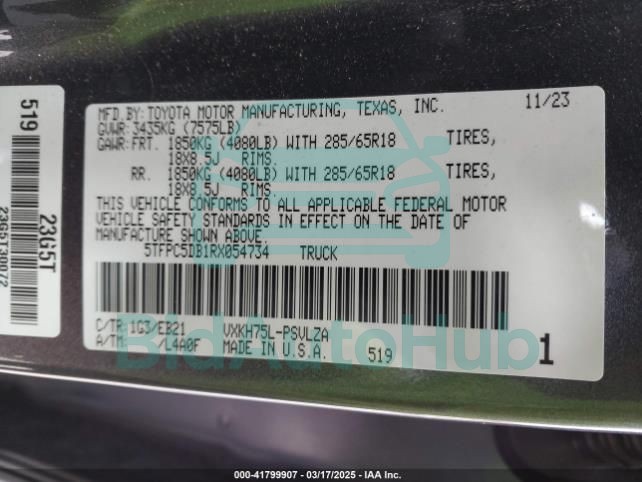 MFD.BY:TOYOTA MOTOR MANUFACTURING, TEXAS, INC. 11/23
GVWR:3435KG (7575LB)
GAWR:FRT. 1850KG (4080LB) WITH 285/65R18 TIRES,
18X8.5J RIMS.
RR. 1850KG (4080LB) WITH 285/65R18 TIRES,
18X8.5J RIMS.
THIS VEHICLE CONFORMS TO ALL APPLICABLE FEDERAL MOTOR
VEHICLE SAFETY STANDARDS IN EFFECT ON THE DATE OF
MANUFACTURE SHOWN ABOVE.
5TFPC5DB1RX054734 TRUCK
C/TR:1G3/EB21 VXKH75L-PSVLZA
A/TM: /L4A0F MADE IN U.S.A. 519 1
519
23G5T
BidAutoHub
000-41799907 - 03/17/2025 - IAA Inc.